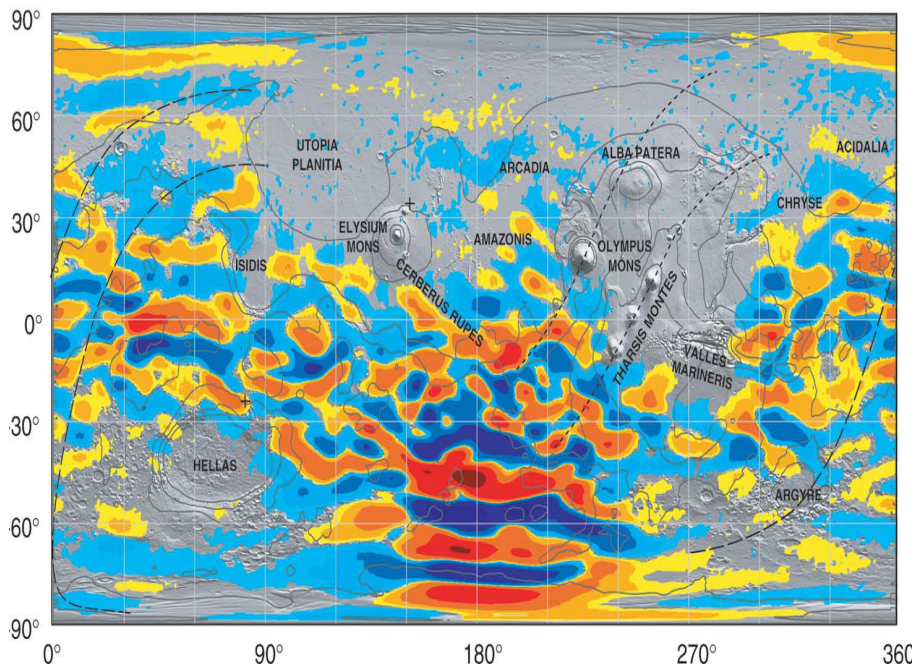 90°
60°
30°
0°
-30°
-60°
-90°
UTOPIA
PLANITIA
ARCADIA
ALBA PATERA
ACIDALIA
CHRYSE
ELYSIUM
MONS
AMAZONIS
OLYMPUS
MONS
ISIDIS
CERBERUS RUPES
THARSIS MONTES
VALLES
MARINERIS
HELLAS
ARGYRE
0°
90°
180°
270°
360